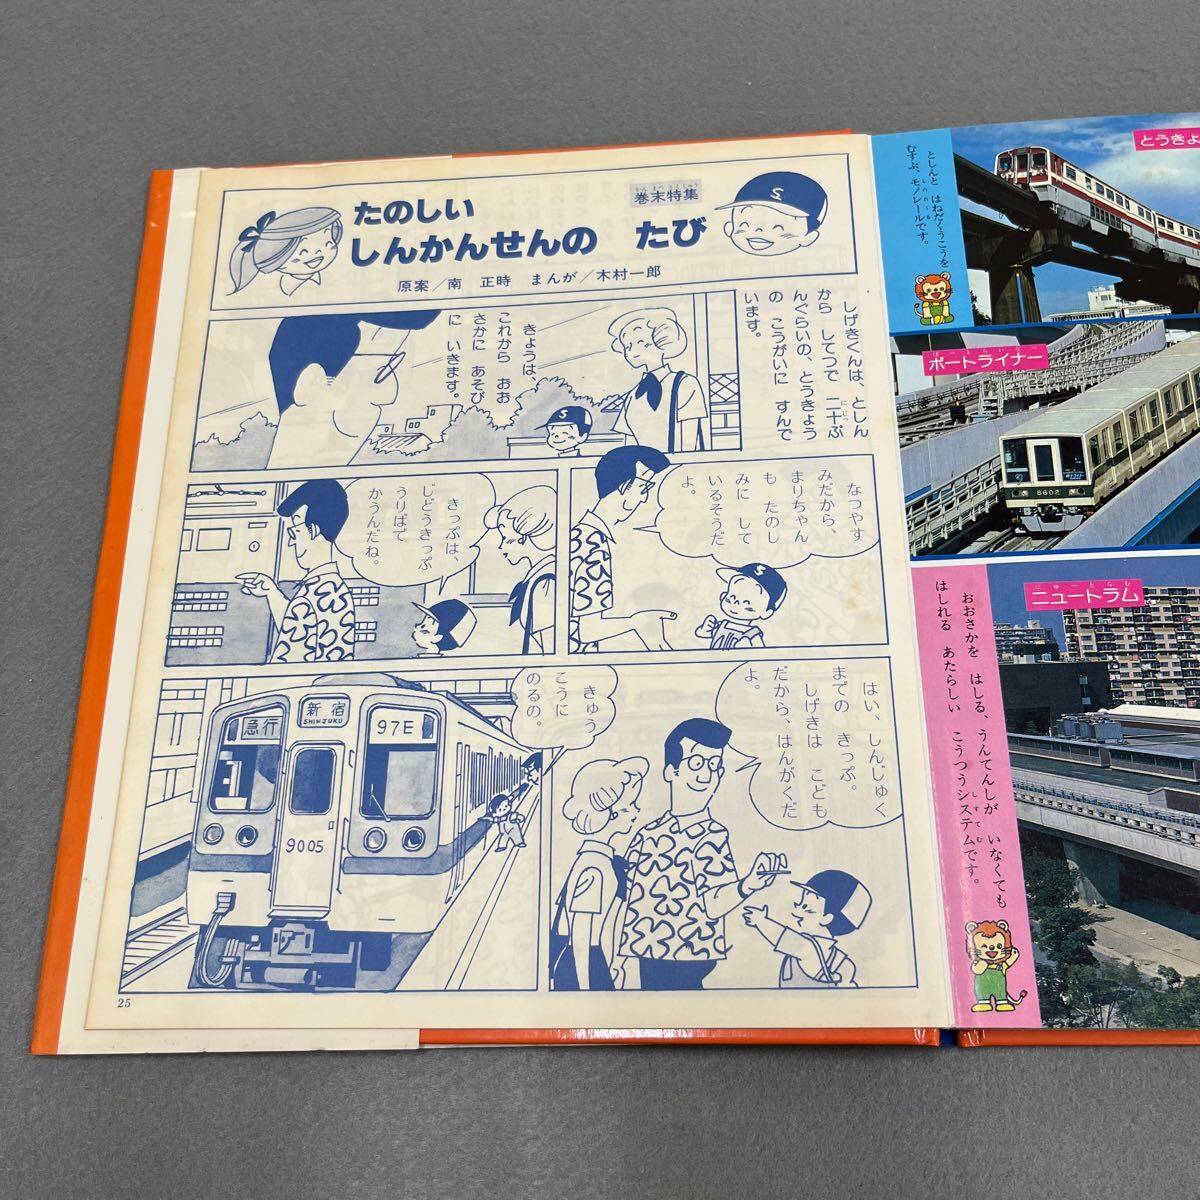 巻末特集
たのしい
しんかんせんの たび
原案/南 正時 まんが/木村一郎
しげきくんは、としん
から してつで 二十ぷ
んぐらいの、とうきょう
の こうがいに すんで
います。
きょうは
これから おお
さかに あそび
に いきます。
なつやす
みだから、
まりちゃん
も たのし
みに して
いるそうだ
よ。
きっぷは、
じどうきっぷ
うりばで
かうんだね。
はい、しんじゅく
までの きっぷ。
しげきは こども
だから、はんがくだ
よ。
きゅう
こうに
のるの。
急行
新宿
SHINJUKU
97E
9005
25
とうきょ
としんと はねだくうこうを
むすぶ、モノレールです。
ポートライナー
8602
ニュートラム
おおさかを はしる、うんてんしが いなくても
はしれる あたらしい こうつうシステムです。